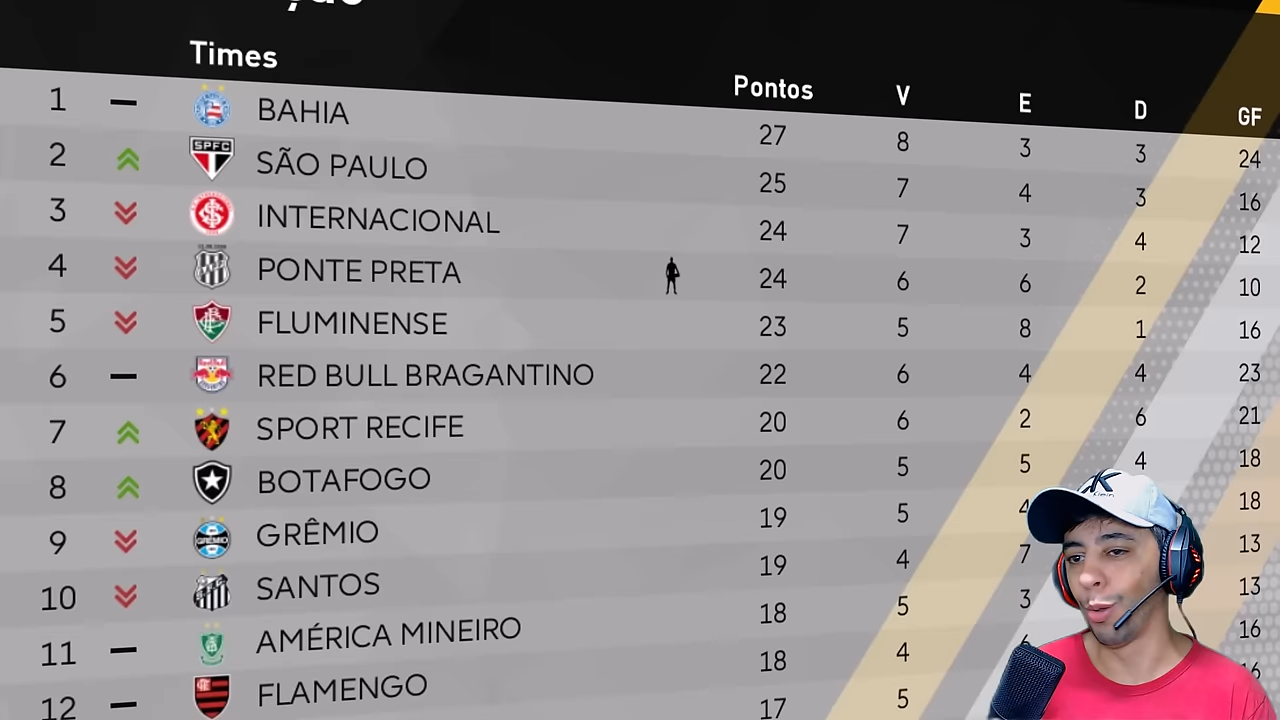 Times Pontos V E D GF
1 BAHIA 27 8 3 3 24
2 SPFC SÃO PAULO 25 7 4 3 16
3 INTERNACIONAL 24 7 3 4 12
4 PONTE PRETA 24 6 6 2 10
5 FLUMINENSE 23 5 8 1 16
6 RED BULL BRAGANTINO 22 6 4 4 23
7 SPORT RECIFE 20 6 2 6 21
8 BOTAFOGO 20 5 5 4 18
9 GRÊMIO 19 5 4 18
10 SANTOS 19 4 7 13
11 AMÉRICA MINEIRO 18 5 3 13
12 FLAMENGO 18 4 16
17 5